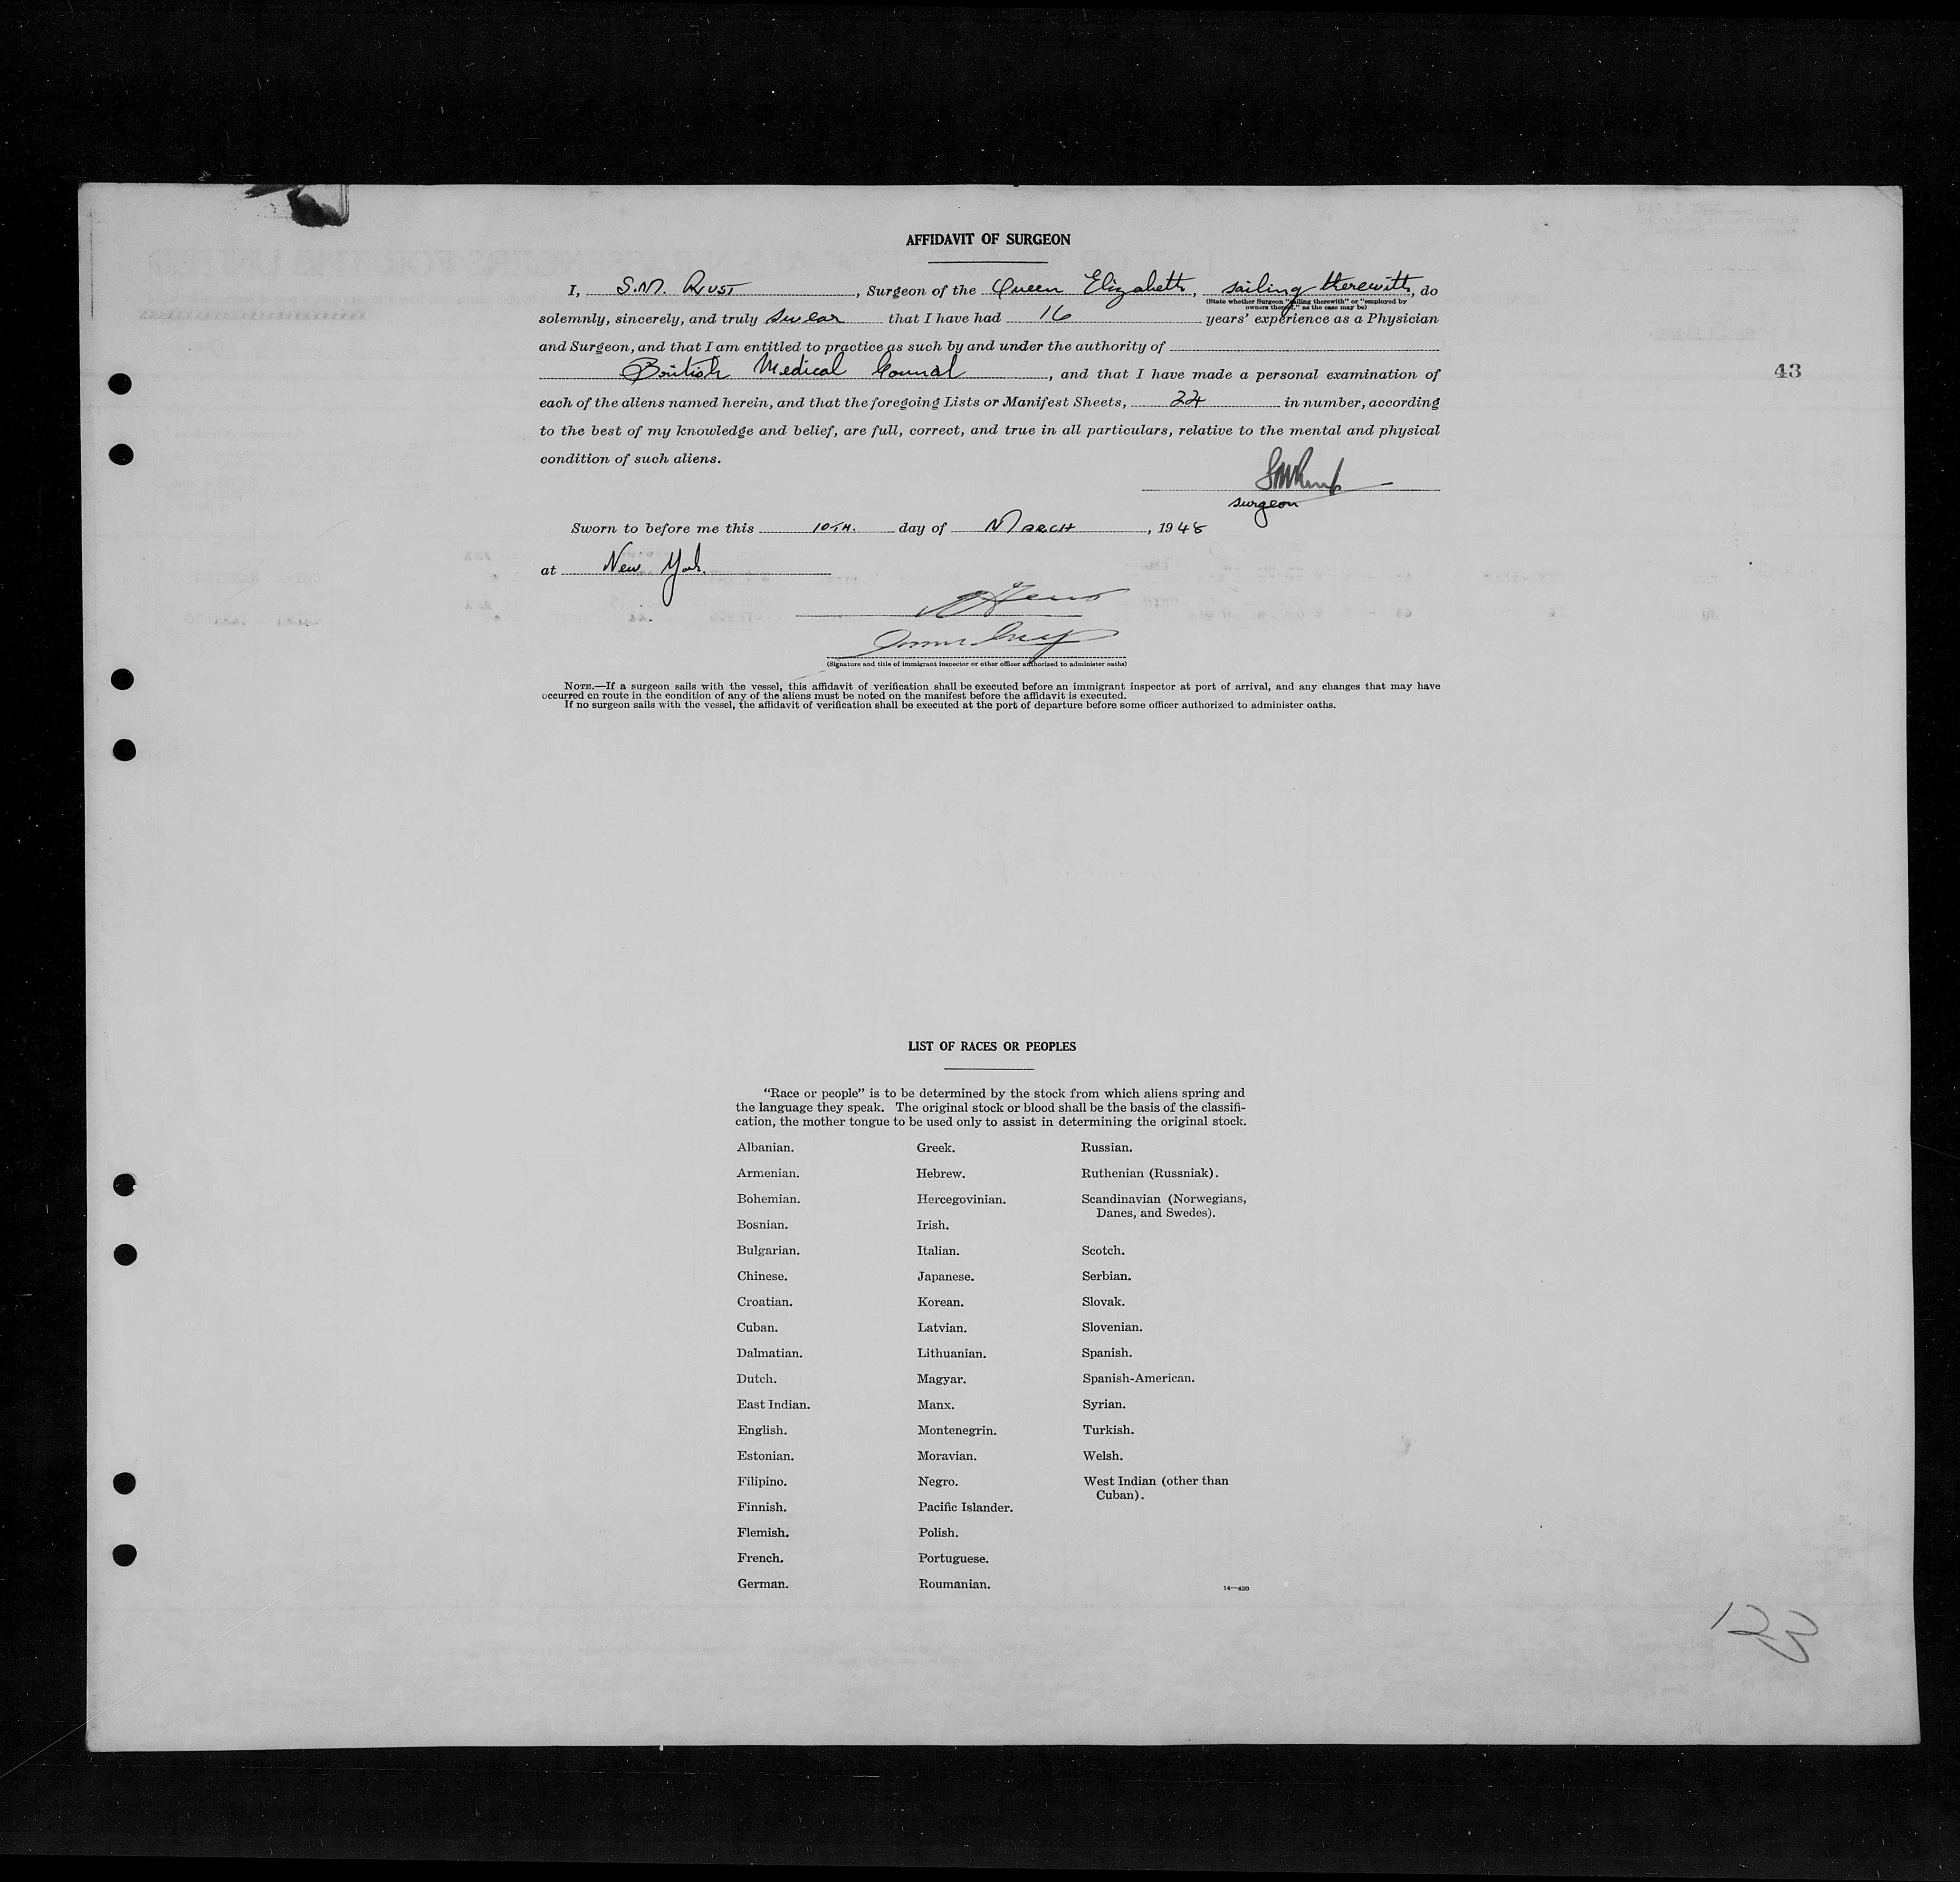 AFFIDAVIT OF SURGEON
I, S.M. Rust, Surgeon of the Queen Elizabeth, sailing therewith, do
(State whether Surgeon "sailing therewith" or "employed by
owners thereof," as the case may be)
solemnly, sincerely, and truly swear that I have had 16 years' experience as a Physician
and Surgeon, and that I am entitled to practice as such by and under the authority of
British Medical Council, and that I have made a personal examination of
43
each of the aliens named herein, and that the foregoing Lists or Manifest Sheets, 24 in number, according
to the best of my knowledge and belief, are full, correct, and true in all particulars, relative to the mental and physical
condition of such aliens.
surgeon
Sworn to before me this 10TH. day of MARCH, 1948
at New York.
(Signature and title of immigrant inspector or other officer authorized to administer oaths)
NOTE.—If a surgeon sails with the vessel, this affidavit of verification shall be executed before an immigrant inspector at port of arrival, and any changes that may have
occurred en route in the condition of any of the aliens must be noted on the manifest before the affidavit is executed.
If no surgeon sails with the vessel, the affidavit of verification shall be executed at the port of departure before some officer authorized to administer oaths.
LIST OF RACES OR PEOPLES
"Race or people" is to be determined by the stock from which aliens spring and
the language they speak. The original stock or blood shall be the basis of the classifi-
cation, the mother tongue to be used only to assist in determining the original stock.
Albanian.
Armenian.
Bohemian.
Bosnian.
Bulgarian.
Chinese.
Croatian.
Cuban.
Dalmatian.
Dutch.
East Indian.
English.
Estonian.
Filipino.
Finnish.
Flemish.
French.
German.
Greek.
Hebrew.
Hercegovinian.
Irish.
Italian.
Japanese.
Korean.
Latvian.
Lithuanian.
Magyar.
Manx.
Montenegrin.
Moravian.
Negro.
Pacific Islander.
Polish.
Portuguese.
Roumanian.
Russian.
Ruthenian (Russniak).
Scandinavian (Norwegians,
Danes, and Swedes).
Scotch.
Serbian.
Slovak.
Slovenian.
Spanish.
Spanish-American.
Syrian.
Turkish.
Welsh.
West Indian (other than
Cuban).
14—430
123